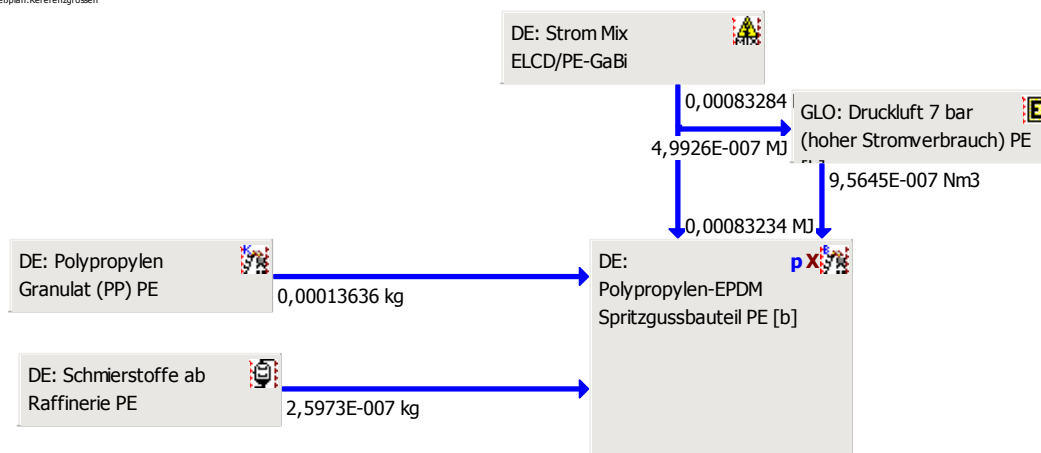 DE: Strom Mix
ELCD/PE-GaBi
MIX
0,00083284
GLO: Druckluft 7 bar
(hoher Stromverbrauch) PE
4,9926E-007 MJ
9,5645E-007 Nm3
0,00083234 MJ
DE: Polypropylen
Granulat (PP) PE
0,00013636 kg
DE:
p X
Polypropylen-EPDM
Spritzgussbauteil PE [b]
DE: Schmierstoffe ab
Raffinerie PE
2,5973E-007 kg